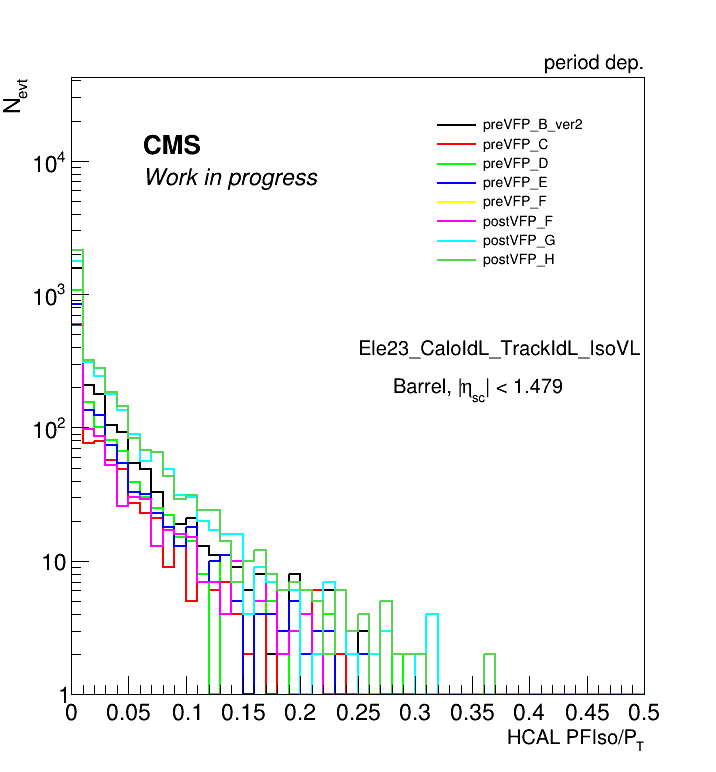 period dep.
N_evt
CMS
Work in progress
preVFP_B_ver2
preVFP_C
preVFP_D
preVFP_E
preVFP_F
postVFP_F
postVFP_G
postVFP_H
Ele23_CaloIdL_TrackIdL_IsoVL
Barrel, |η_sc| < 1.479
10^4
10^3
10^2
10
1
0 0.05 0.1 0.15 0.2 0.25 0.3 0.35 0.4 0.45 0.5
HCAL PFIso/P_T